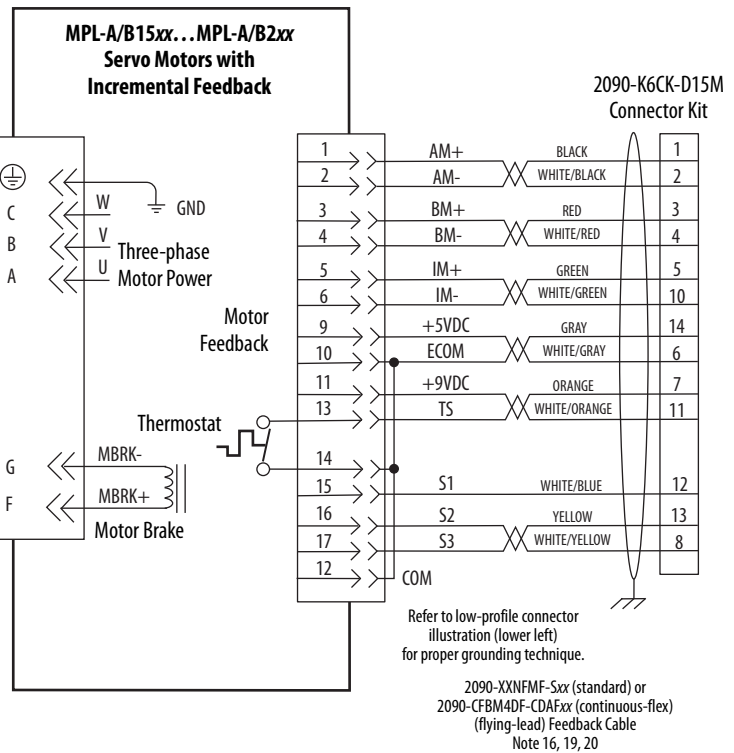 MPL-A/B15xx…MPL-A/B2xx
Servo Motors with
Incremental Feedback
2090-K6CK-D15M
Connector Kit
C
B
A
G
F
W
V
U
GND
Three-phase
Motor Power
Motor
Feedback
Thermostat
MBRK-
MBRK+
Motor Brake
1 AM+ BLACK 1
2 AM- WHITE/BLACK 2
3 BM+ RED 3
4 BM- WHITE/RED 4
5 IM+ GREEN 5
6 IM- WHITE/GREEN 10
9 +5VDC GRAY 14
10 ECOM WHITE/GRAY 6
11 +9VDC ORANGE 7
13 TS WHITE/ORANGE 11
14
15 S1 WHITE/BLUE 12
16 S2 YELLOW 13
17 S3 WHITE/YELLOW 8
12 COM
Refer to low-profile connector
illustration (lower left)
for proper grounding technique.
2090-XXNFMF-Sxx (standard) or
2090-CFBM4DF-CDAFxx (continuous-flex)
(flying-lead) Feedback Cable
Note 16, 19, 20